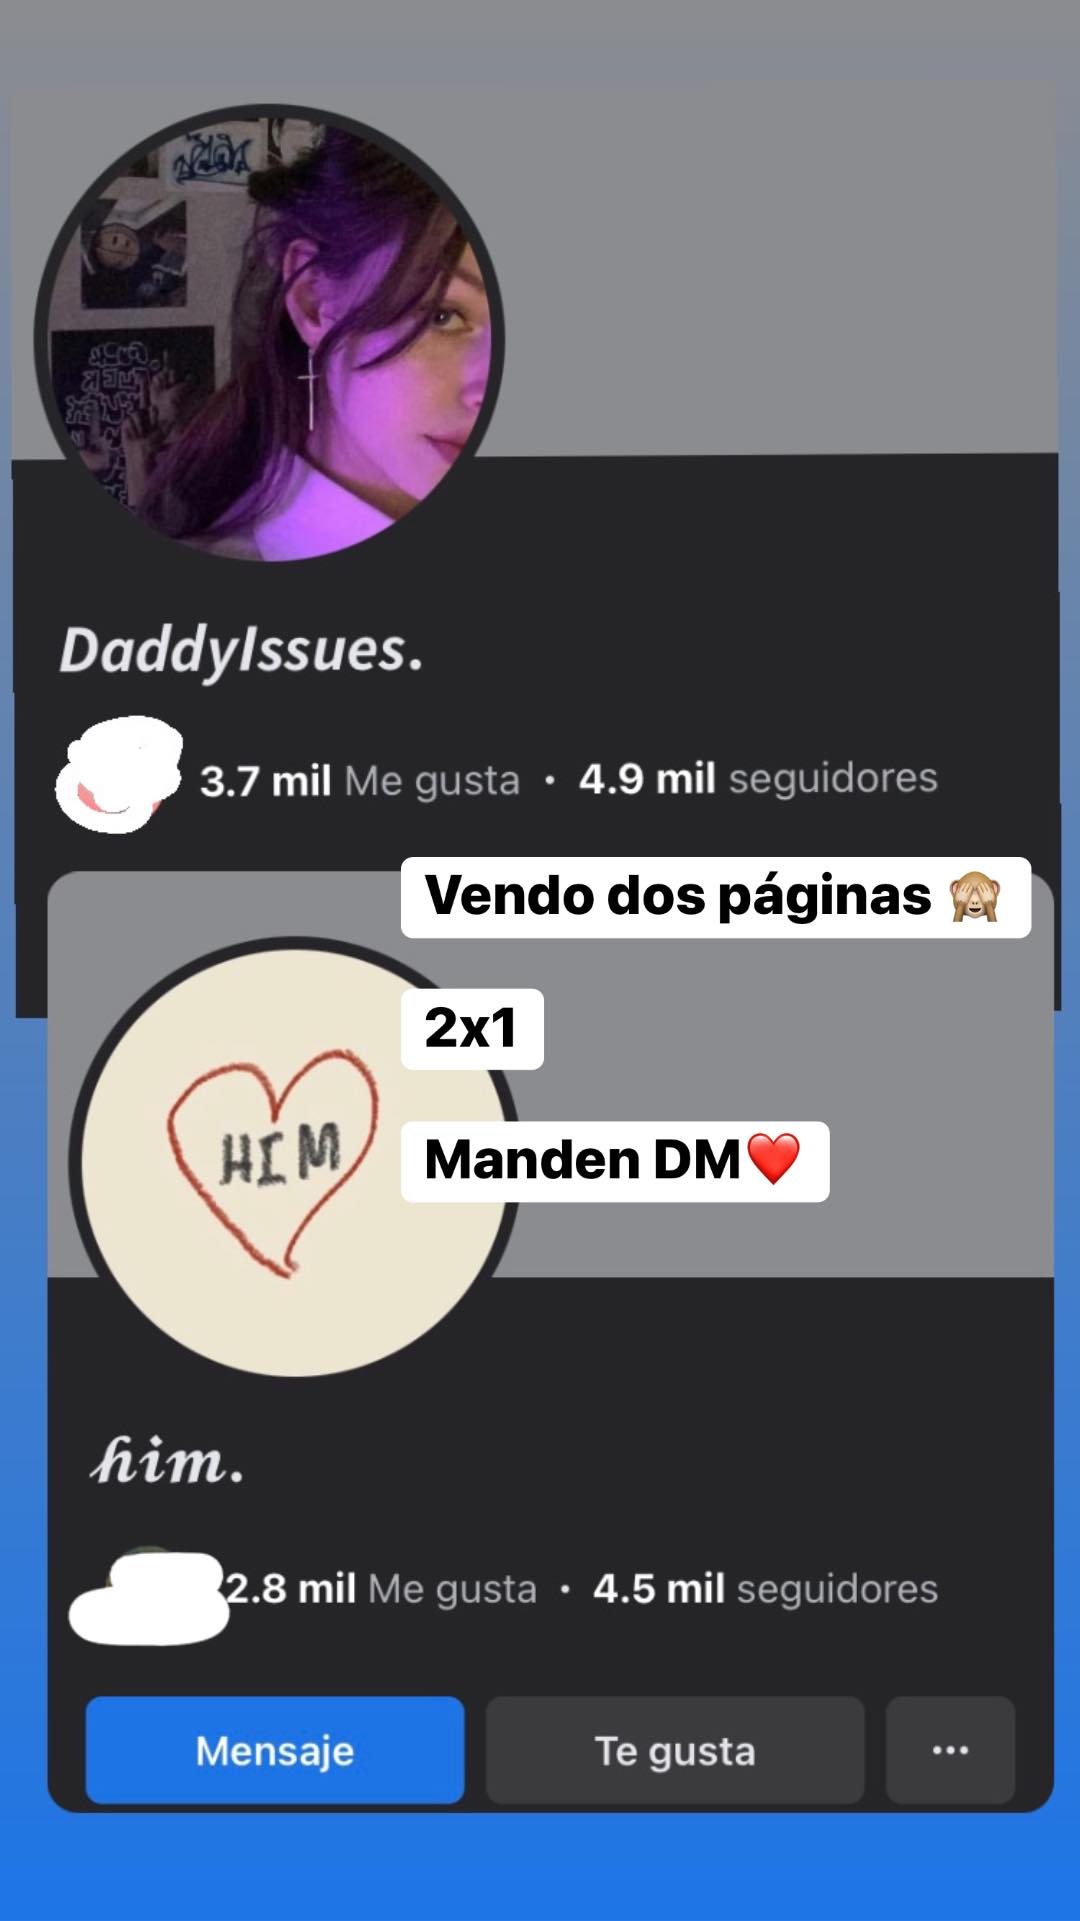 DaddyIssues.
3.7 mil Me gusta · 4.9 mil seguidores
Vendo dos páginas 🙈
2x1
Manden DM❤️
HIM
him.
2.8 mil Me gusta · 4.5 mil seguidores
Mensaje
Te gusta